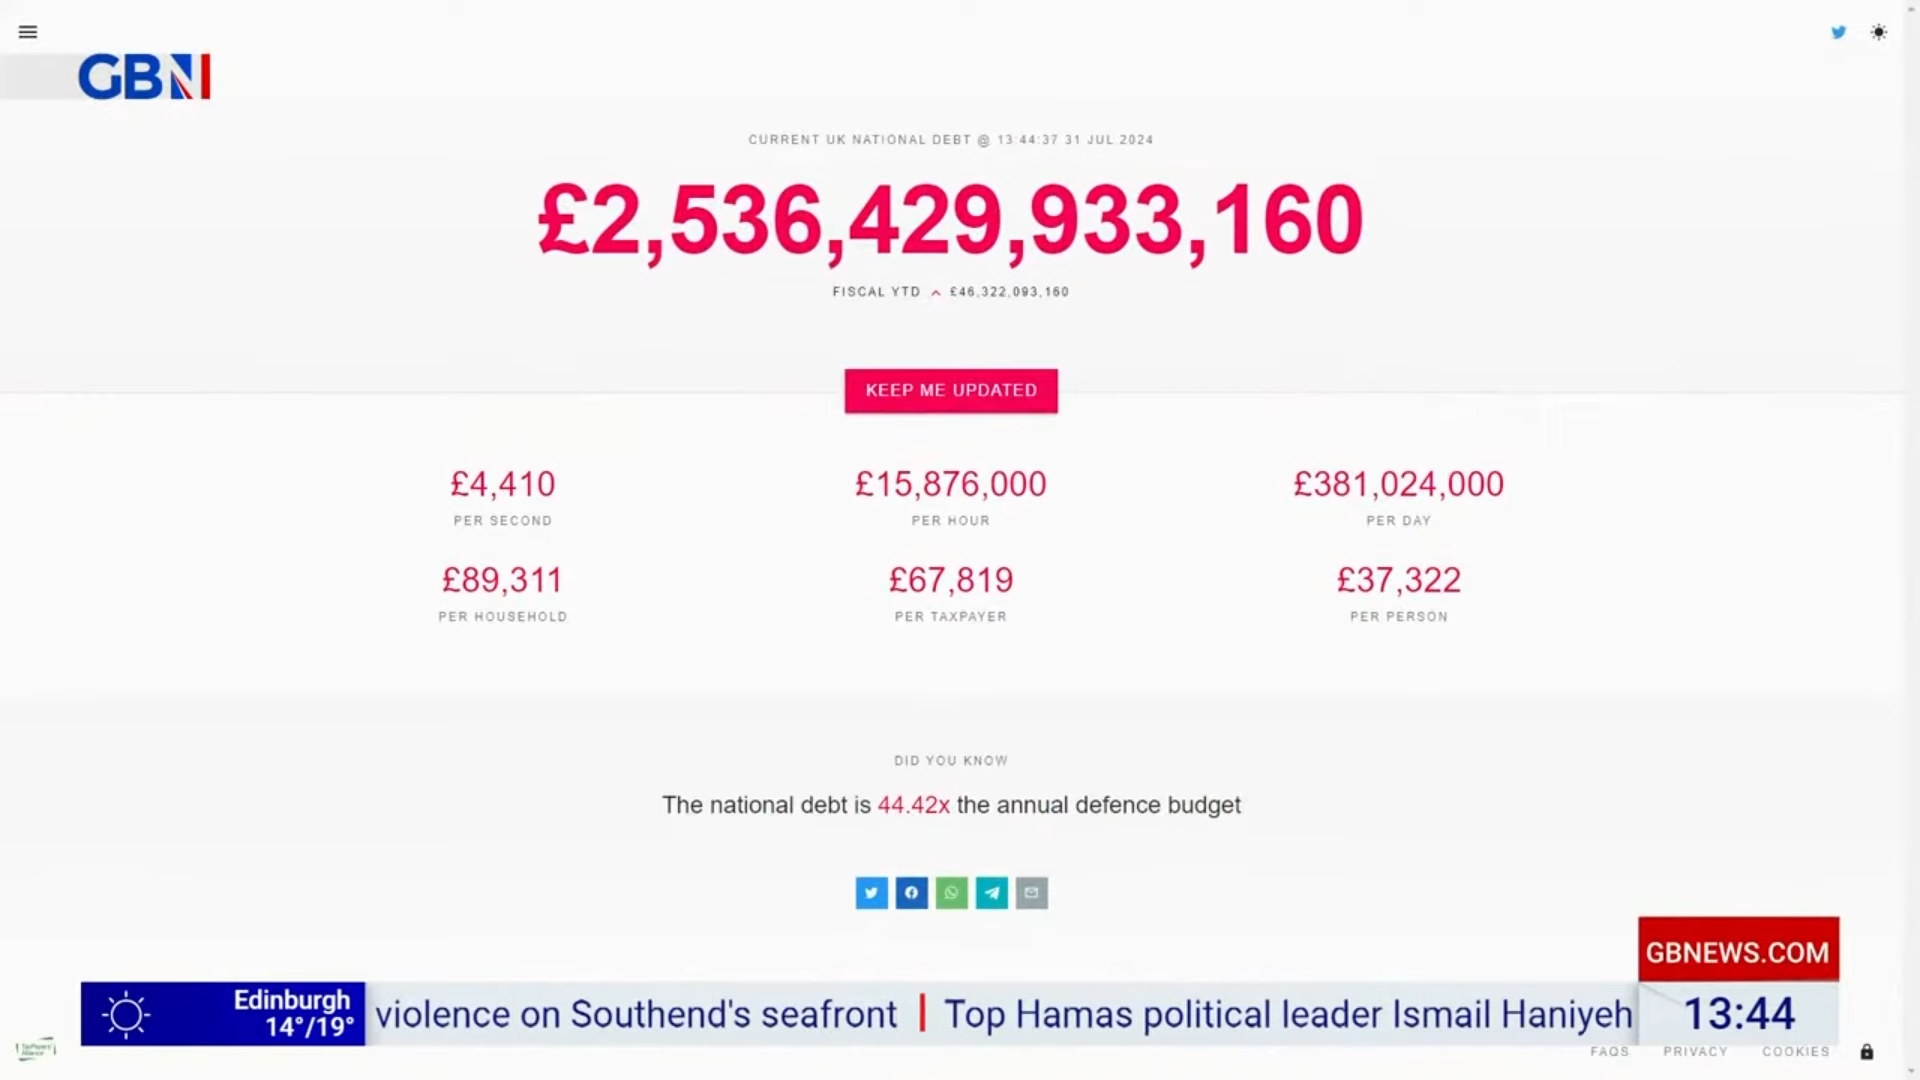 GBN
CURRENT UK NATIONAL DEBT @ 13:44:37 31 JUL 2024
£2,536,429,933,160
FISCAL YTD ^ £46,322,093,160
KEEP ME UPDATED
£4,410
PER SECOND
£15,876,000
PER HOUR
£381,024,000
PER DAY
£89,311
PER HOUSEHOLD
£67,819
PER TAXPAYER
£37,322
PER PERSON
DID YOU KNOW
The national debt is 44.42x the annual defence budget
GBNEWS.COM
Edinburgh
14°/19°
violence on Southend's seafront | Top Hamas political leader Ismail Haniyeh
13:44
TaxPayers'
Alliance
FAQS PRIVACY COOKIES